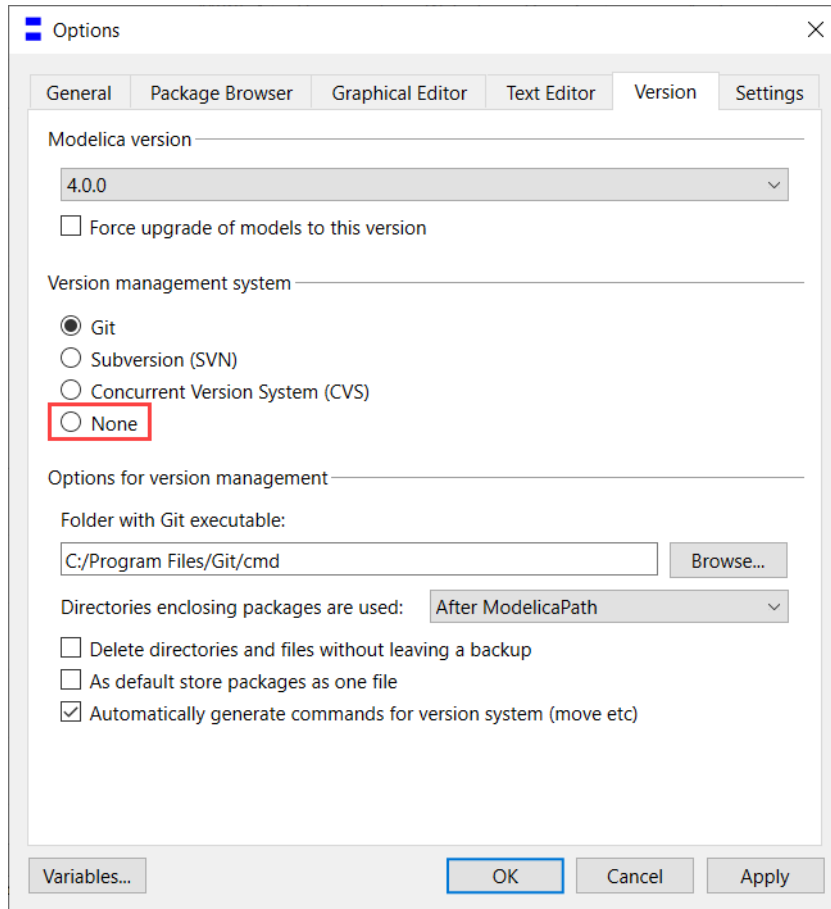 Options
General Package Browser Graphical Editor Text Editor Version Settings
Modelica version
4.0.0
Force upgrade of models to this version
Version management system
Git
Subversion (SVN)
Concurrent Version System (CVS)
None
Options for version management
Folder with Git executable:
C:/Program Files/Git/cmd Browse...
Directories enclosing packages are used: After ModelicaPath
Delete directories and files without leaving a backup
As default store packages as one file
Automatically generate commands for version system (move etc)
Variables... OK Cancel Apply